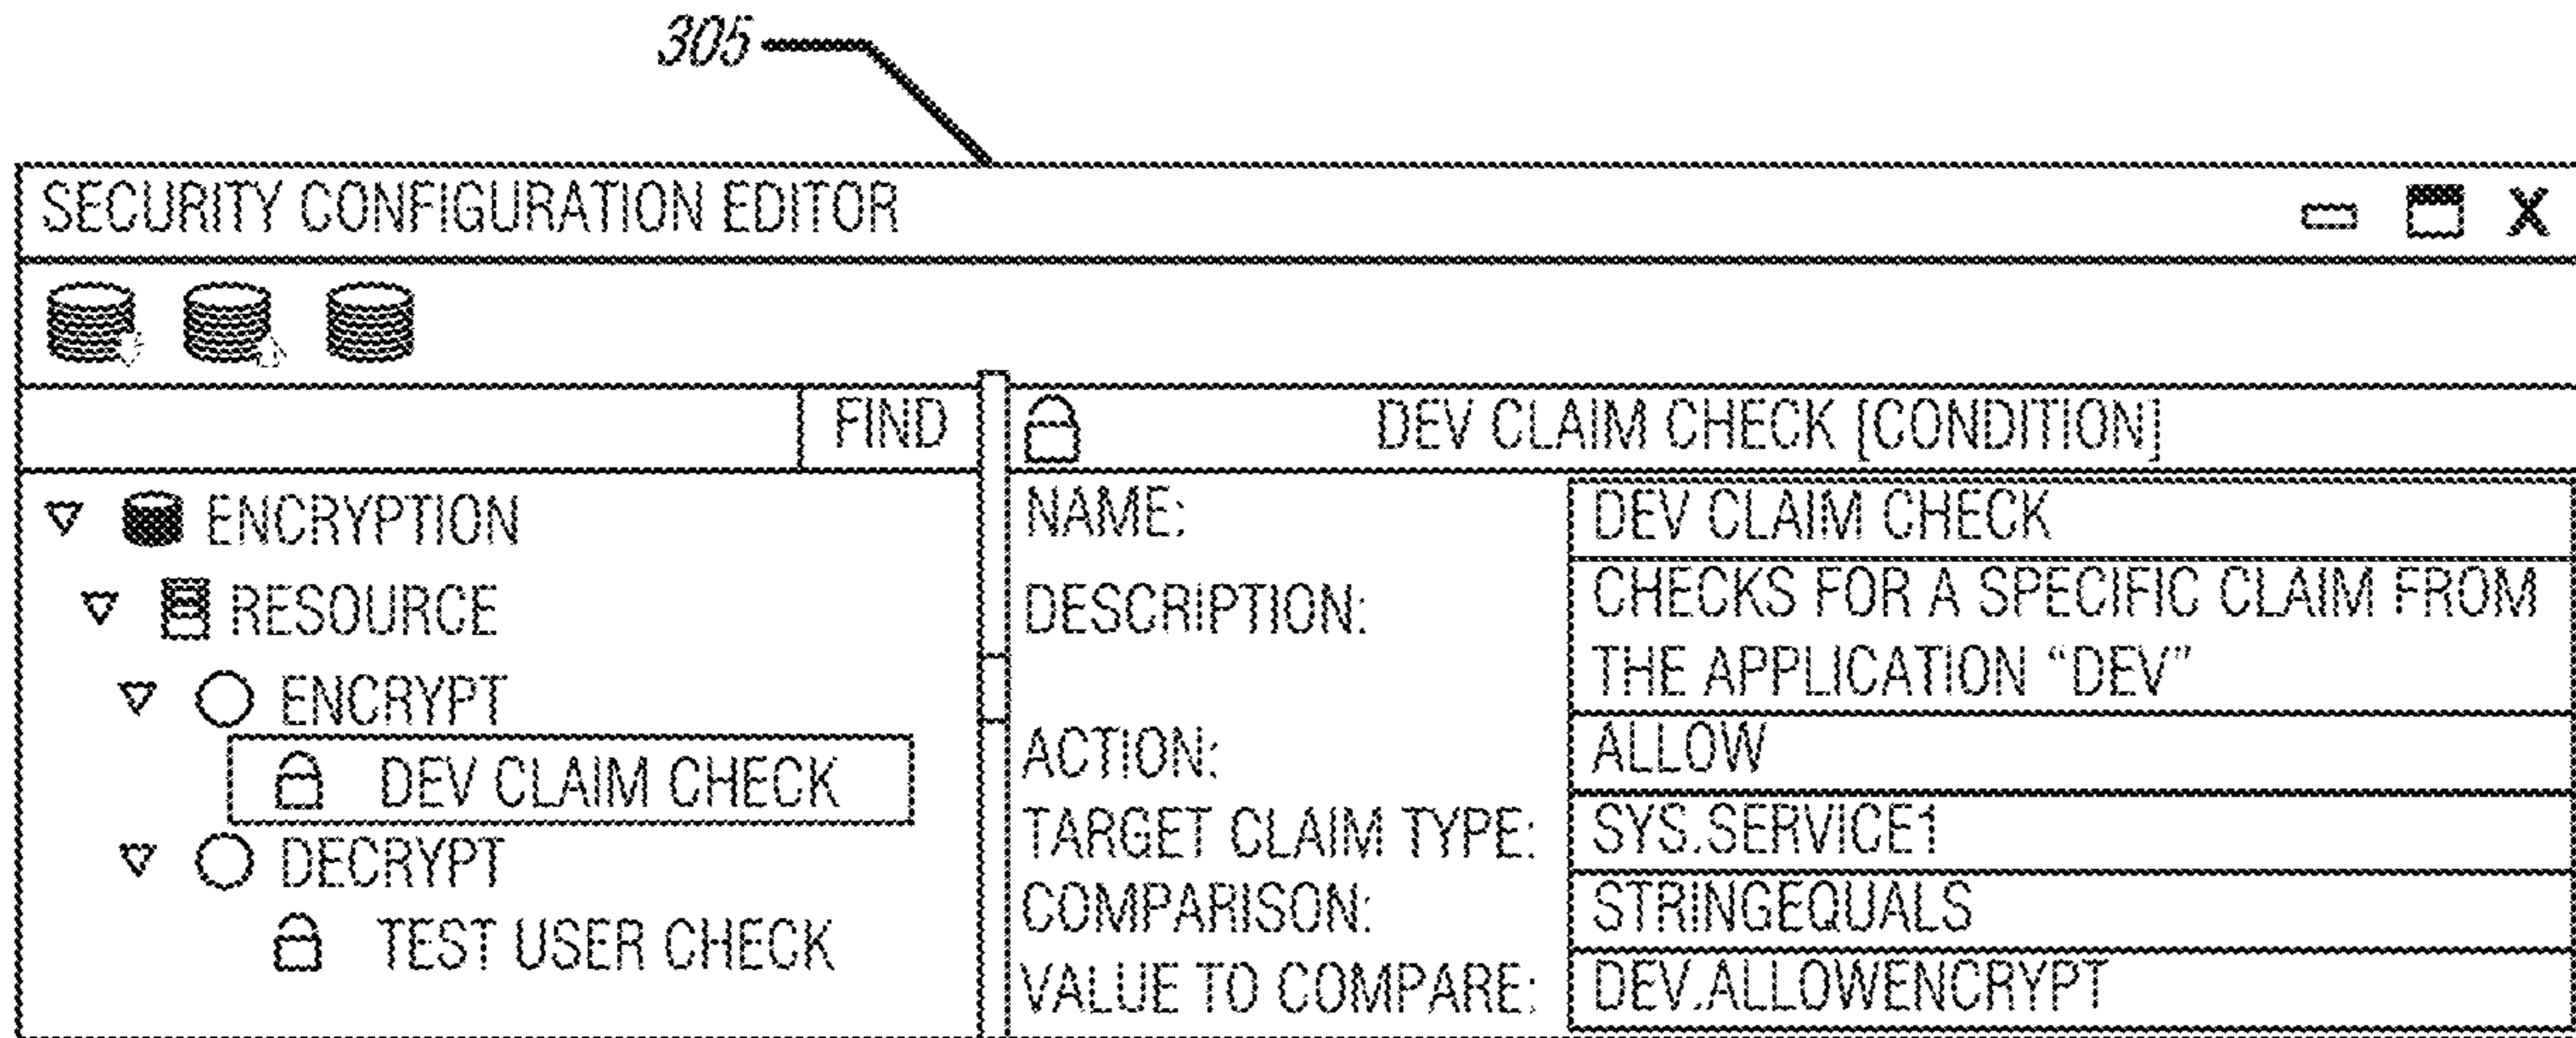 305
SECURITY CONFIGURATION EDITOR
X
FIND
DEV CLAIM CHECK [CONDITION]
ENCRYPTION
RESOURCE
ENCRYPT
DEV CLAIM CHECK
DECRYPT
TEST USER CHECK
NAME:
DEV CLAIM CHECK
DESCRIPTION:
CHECKS FOR A SPECIFIC CLAIM FROM
THE APPLICATION “DEV”
ACTION:
ALLOW
TARGET CLAIM TYPE:
SYS.SERVICE1
COMPARISON:
STRINGEQUALS
VALUE TO COMPARE:
DEV.ALLOWENCRYPT